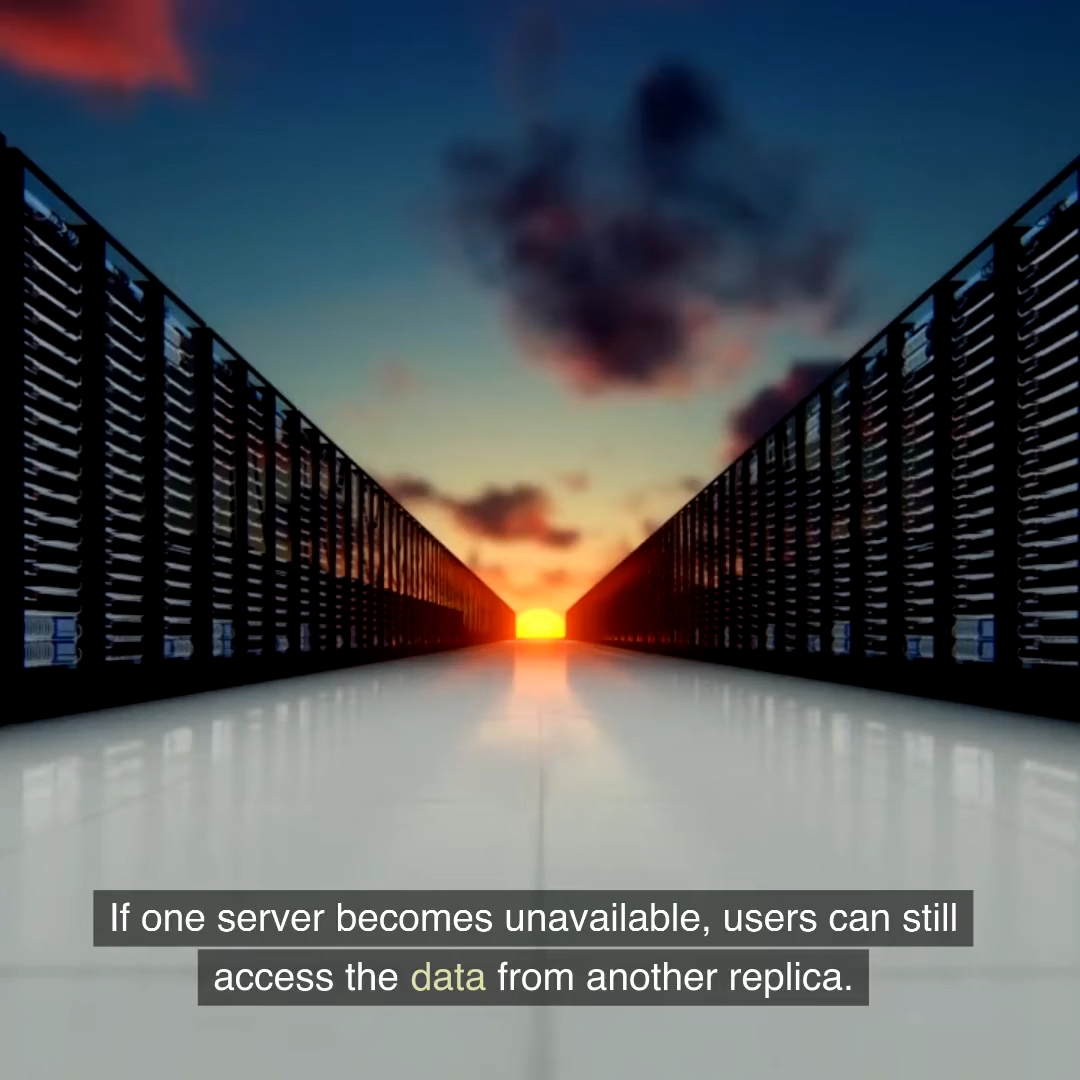 If one server becomes unavailable, users can still
access the data from another replica.